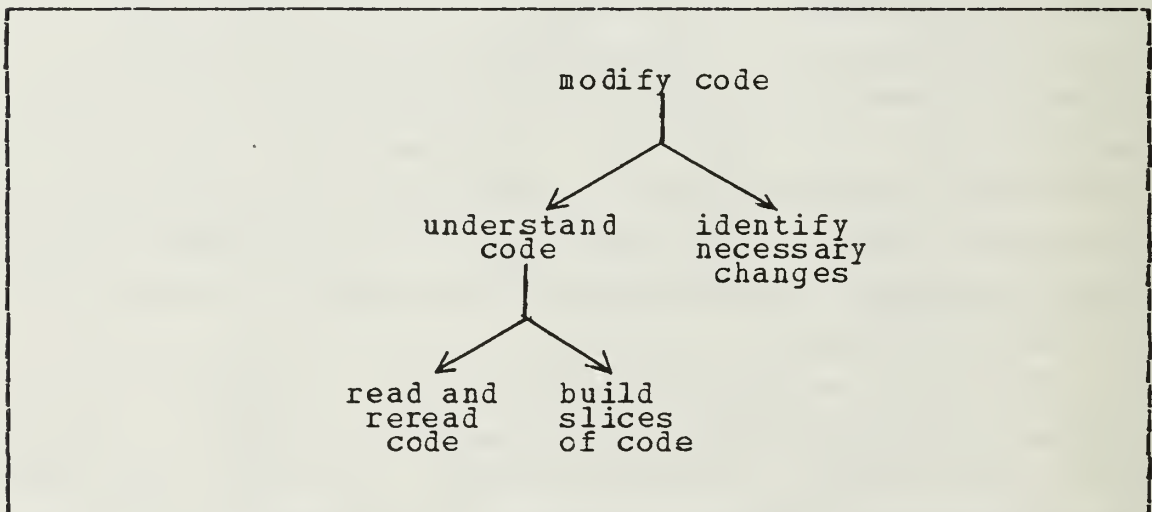 modify code
understand
code
identify
necessary
changes
read and
reread
code
build
slices
of code